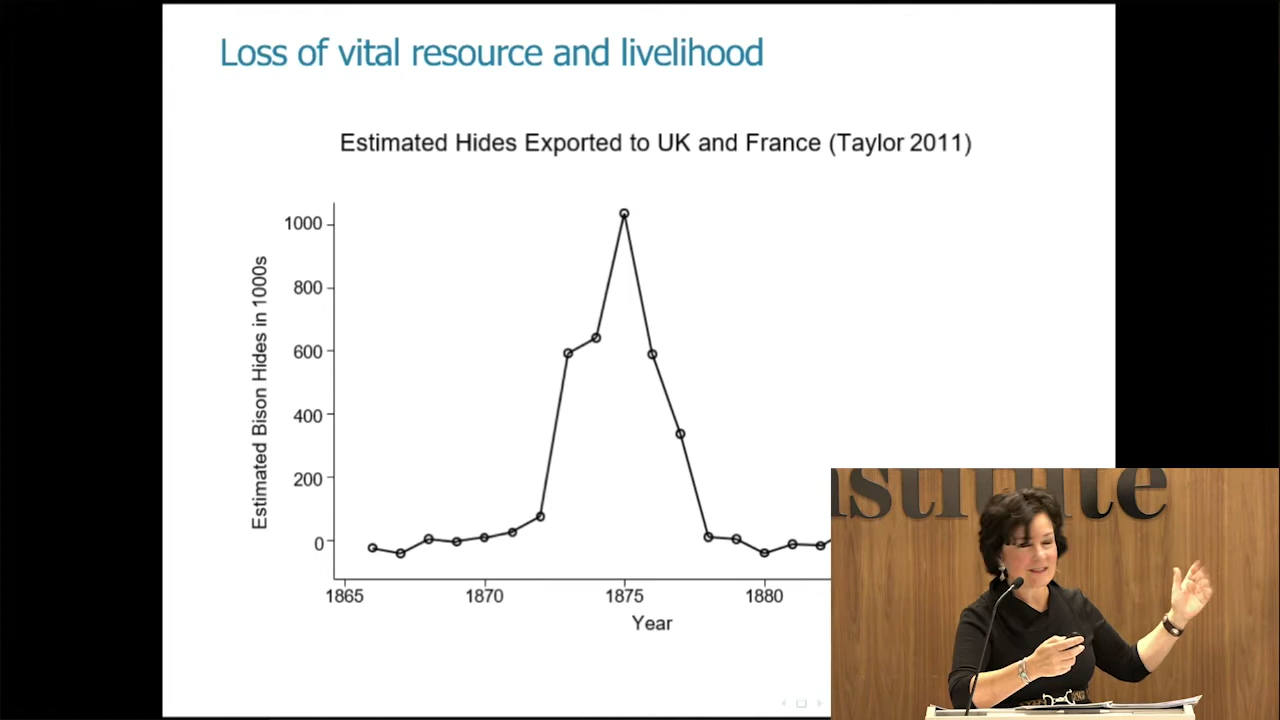 Loss of vital resource and livelihood
Estimated Hides Exported to UK and France (Taylor 2011)
Estimated Bison Hides in 1000s
1000
800
600
400
200
0
1865
1870
1875
1880
Year